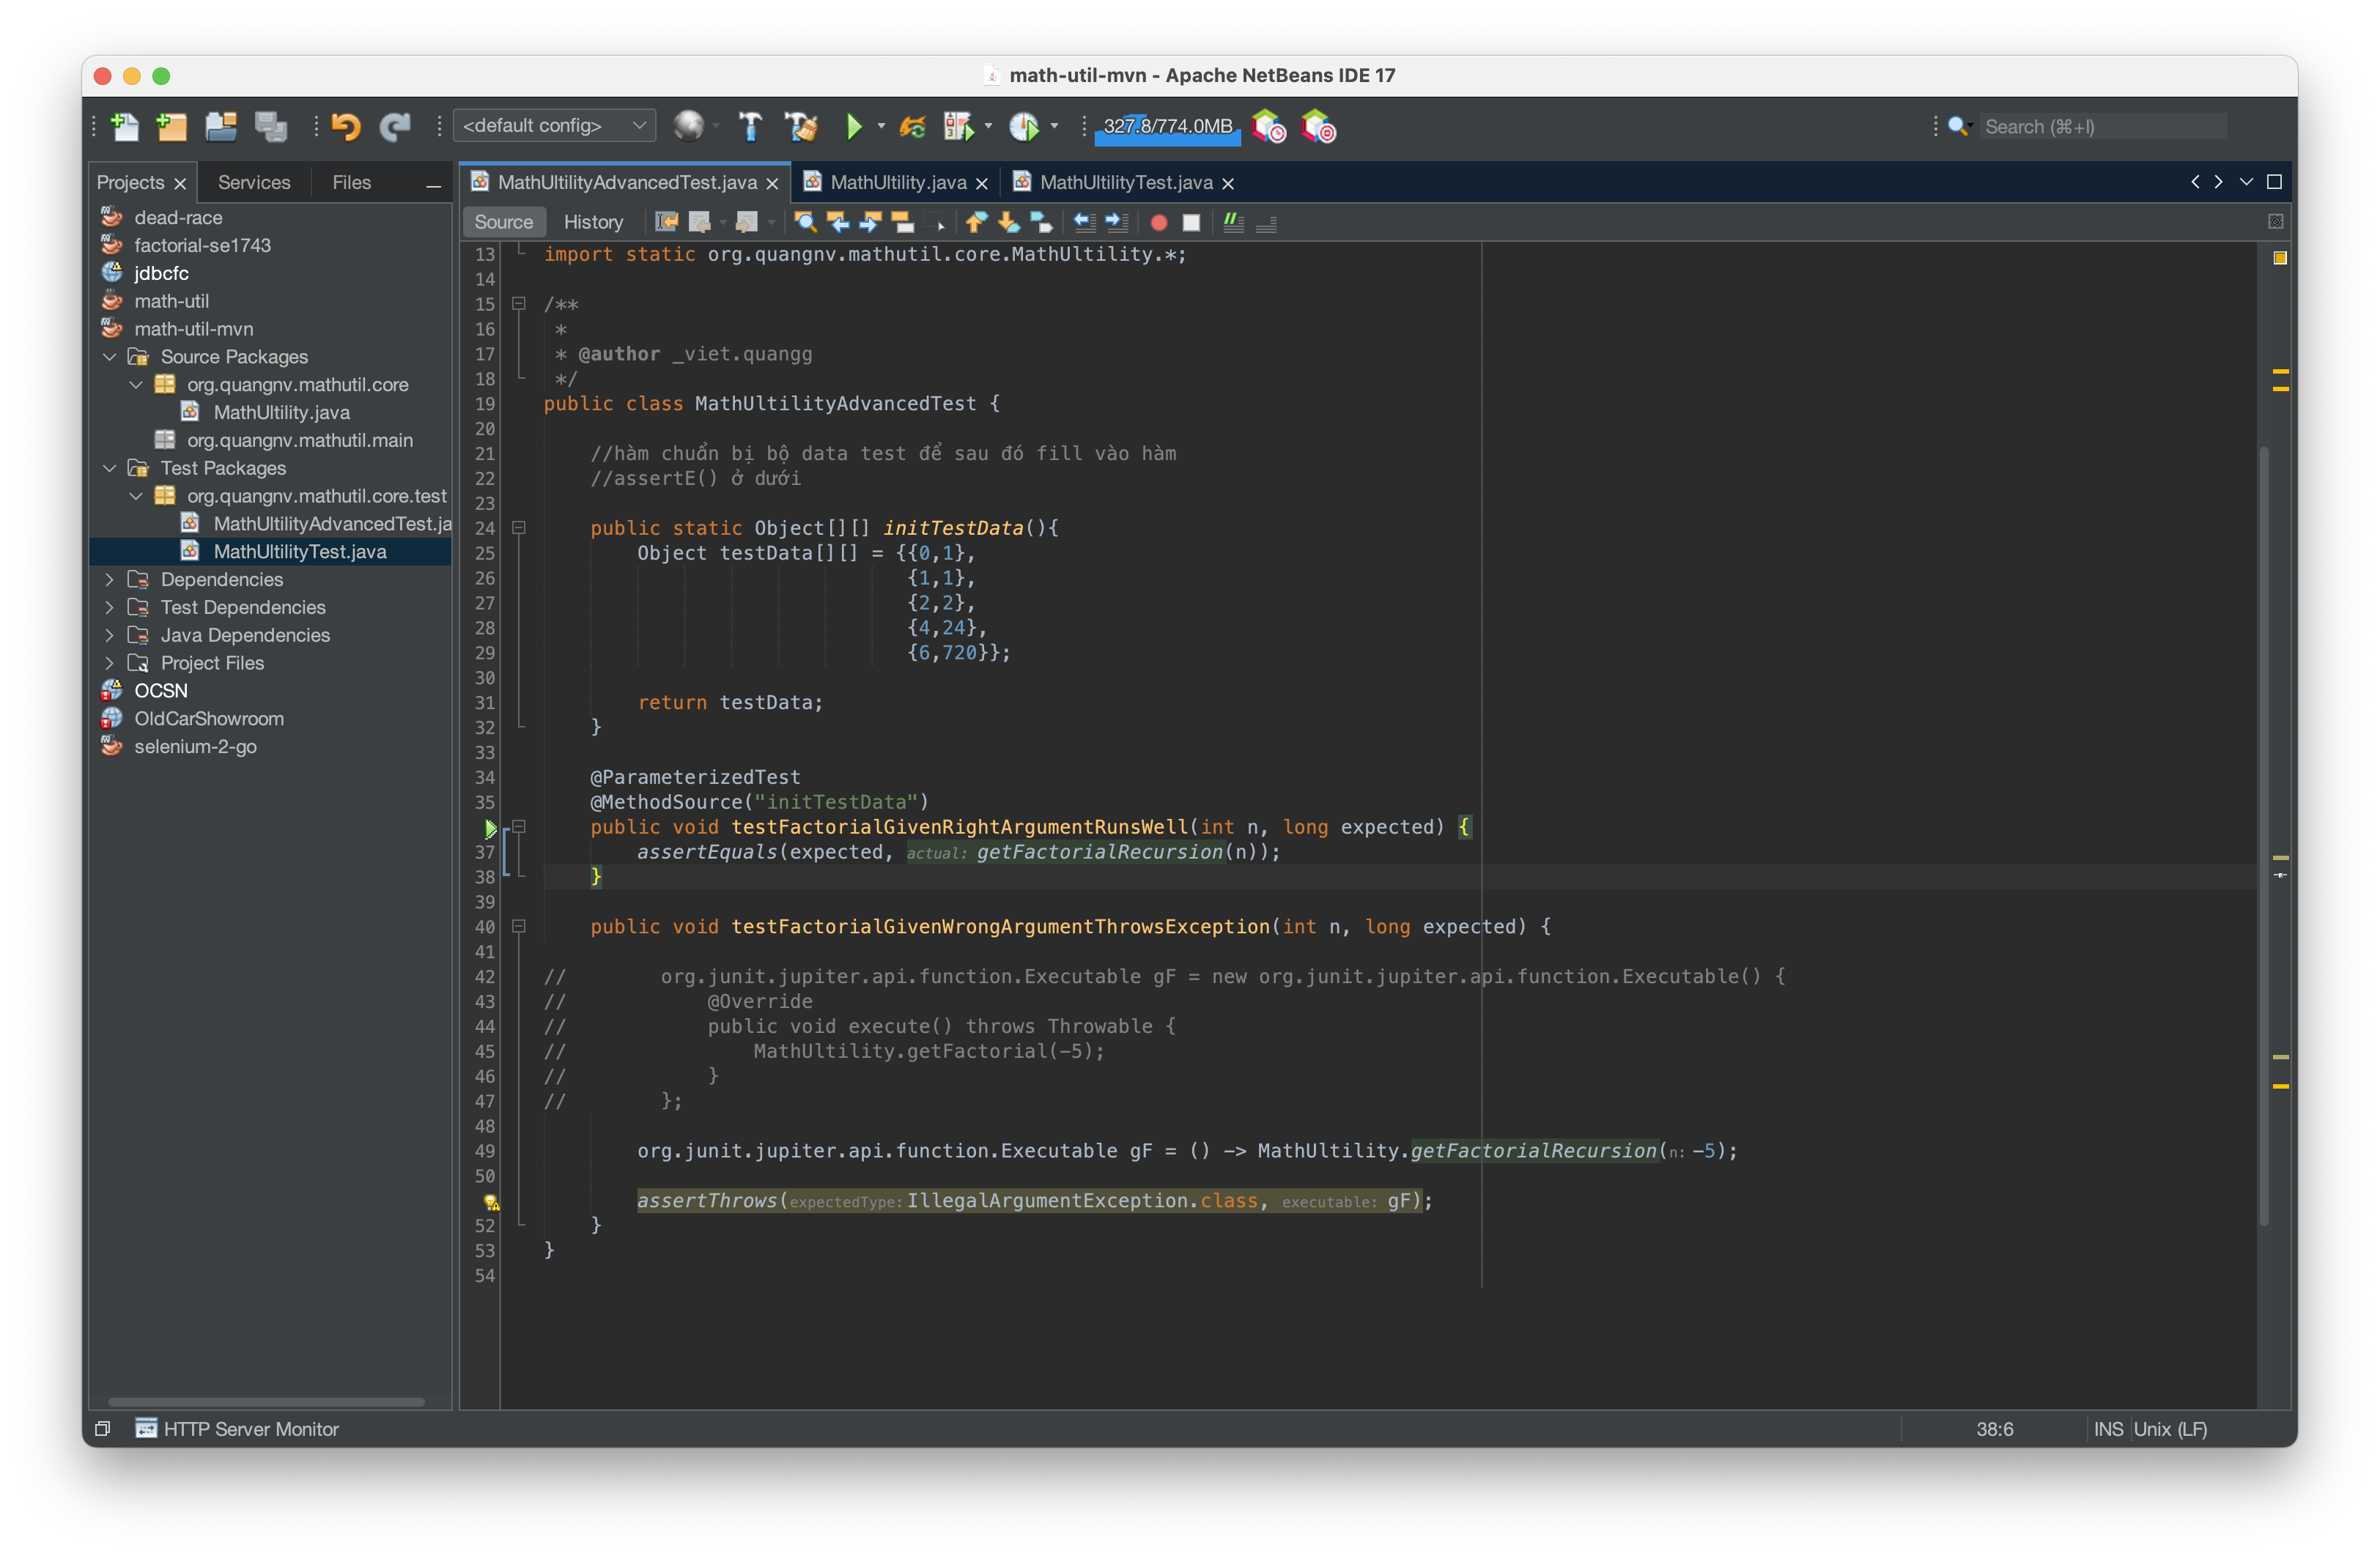 math-util-mvn - Apache NetBeans IDE 17
<default config>
327.8/774.0MB
Search (⌘+I)
Projects
Services
Files
MathUltilityAdvancedTest.java
MathUltility.java
MathUltilityTest.java
Source
History
dead-race
factorial-se1743
jdbcfc
math-util
math-util-mvn
Source Packages
org.quangnv.mathutil.core
MathUltility.java
org.quangnv.mathutil.main
Test Packages
org.quangnv.mathutil.core.test
MathUltilityAdvancedTest.ja
MathUltilityTest.java
Dependencies
Test Dependencies
Java Dependencies
Project Files
OCSN
OldCarShowroom
selenium-2-go
13 import static org.quangnv.mathutil.core.MathUltility.*;
14
15 /**
16 *
17 * @author _viet.quangg
18 */
19 public class MathUltilityAdvancedTest {
20
21 //hàm chuẩn bị bộ data test để sau đó fill vào hàm
22 //assertE() ở dưới
23
24 public static Object[][] initTestData(){
25 Object testData[][] = {{0,1},
26 {1,1},
27 {2,2},
28 {4,24},
29 {6,720}};
30
31 return testData;
32 }
33
34 @ParameterizedTest
35 @MethodSource("initTestData")
public void testFactorialGivenRightArgumentRunsWell(int n, long expected) {
37 assertEquals(expected, actual: getFactorialRecursion(n));
38 }
39
40 public void testFactorialGivenWrongArgumentThrowsException(int n, long expected) {
41
42 // org.junit.jupiter.api.function.Executable gF = new org.junit.jupiter.api.function.Executable() {
43 // @Override
44 // public void execute() throws Throwable {
45 // MathUltility.getFactorial(-5);
46 // }
47 // };
48
49 org.junit.jupiter.api.function.Executable gF = () -> MathUltility.getFactorialRecursion(n: -5);
50
assertThrows(expectedType: IllegalArgumentException.class, executable: gF);
52 }
53 }
54
HTTP Server Monitor
38:6
INS
Unix (LF)